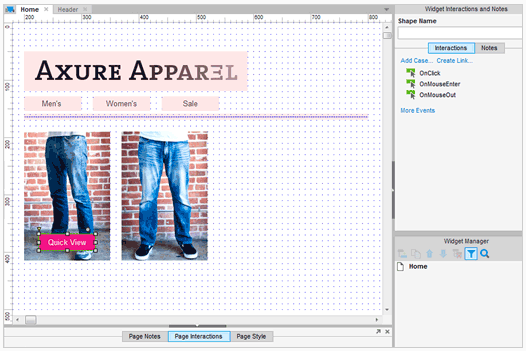 Home
Header
Widget Interactions and Notes
200
300
400
500
600
700
800
Shape Name
0
Interactions
Notes
Add Case...
Create Link...
AXURE APPAREL
OnClick
OnMouseEnter
OnMouseOut
100
Men's
Women's
Sale
More Events
200
300
Quick View
Widget Manager
400
Home
500
Page Notes
Page Interactions
Page Style